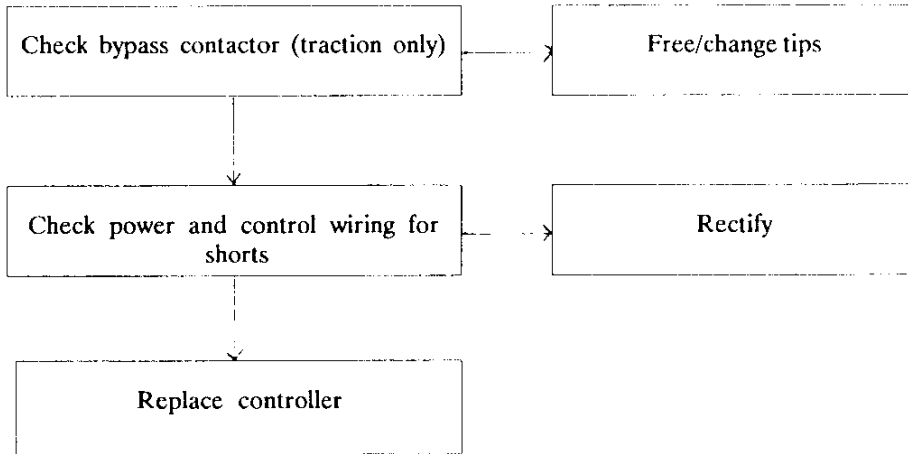 Check bypass contactor (traction only)
Free/change tips
Check power and control wiring for
shorts
Rectify
Replace controller